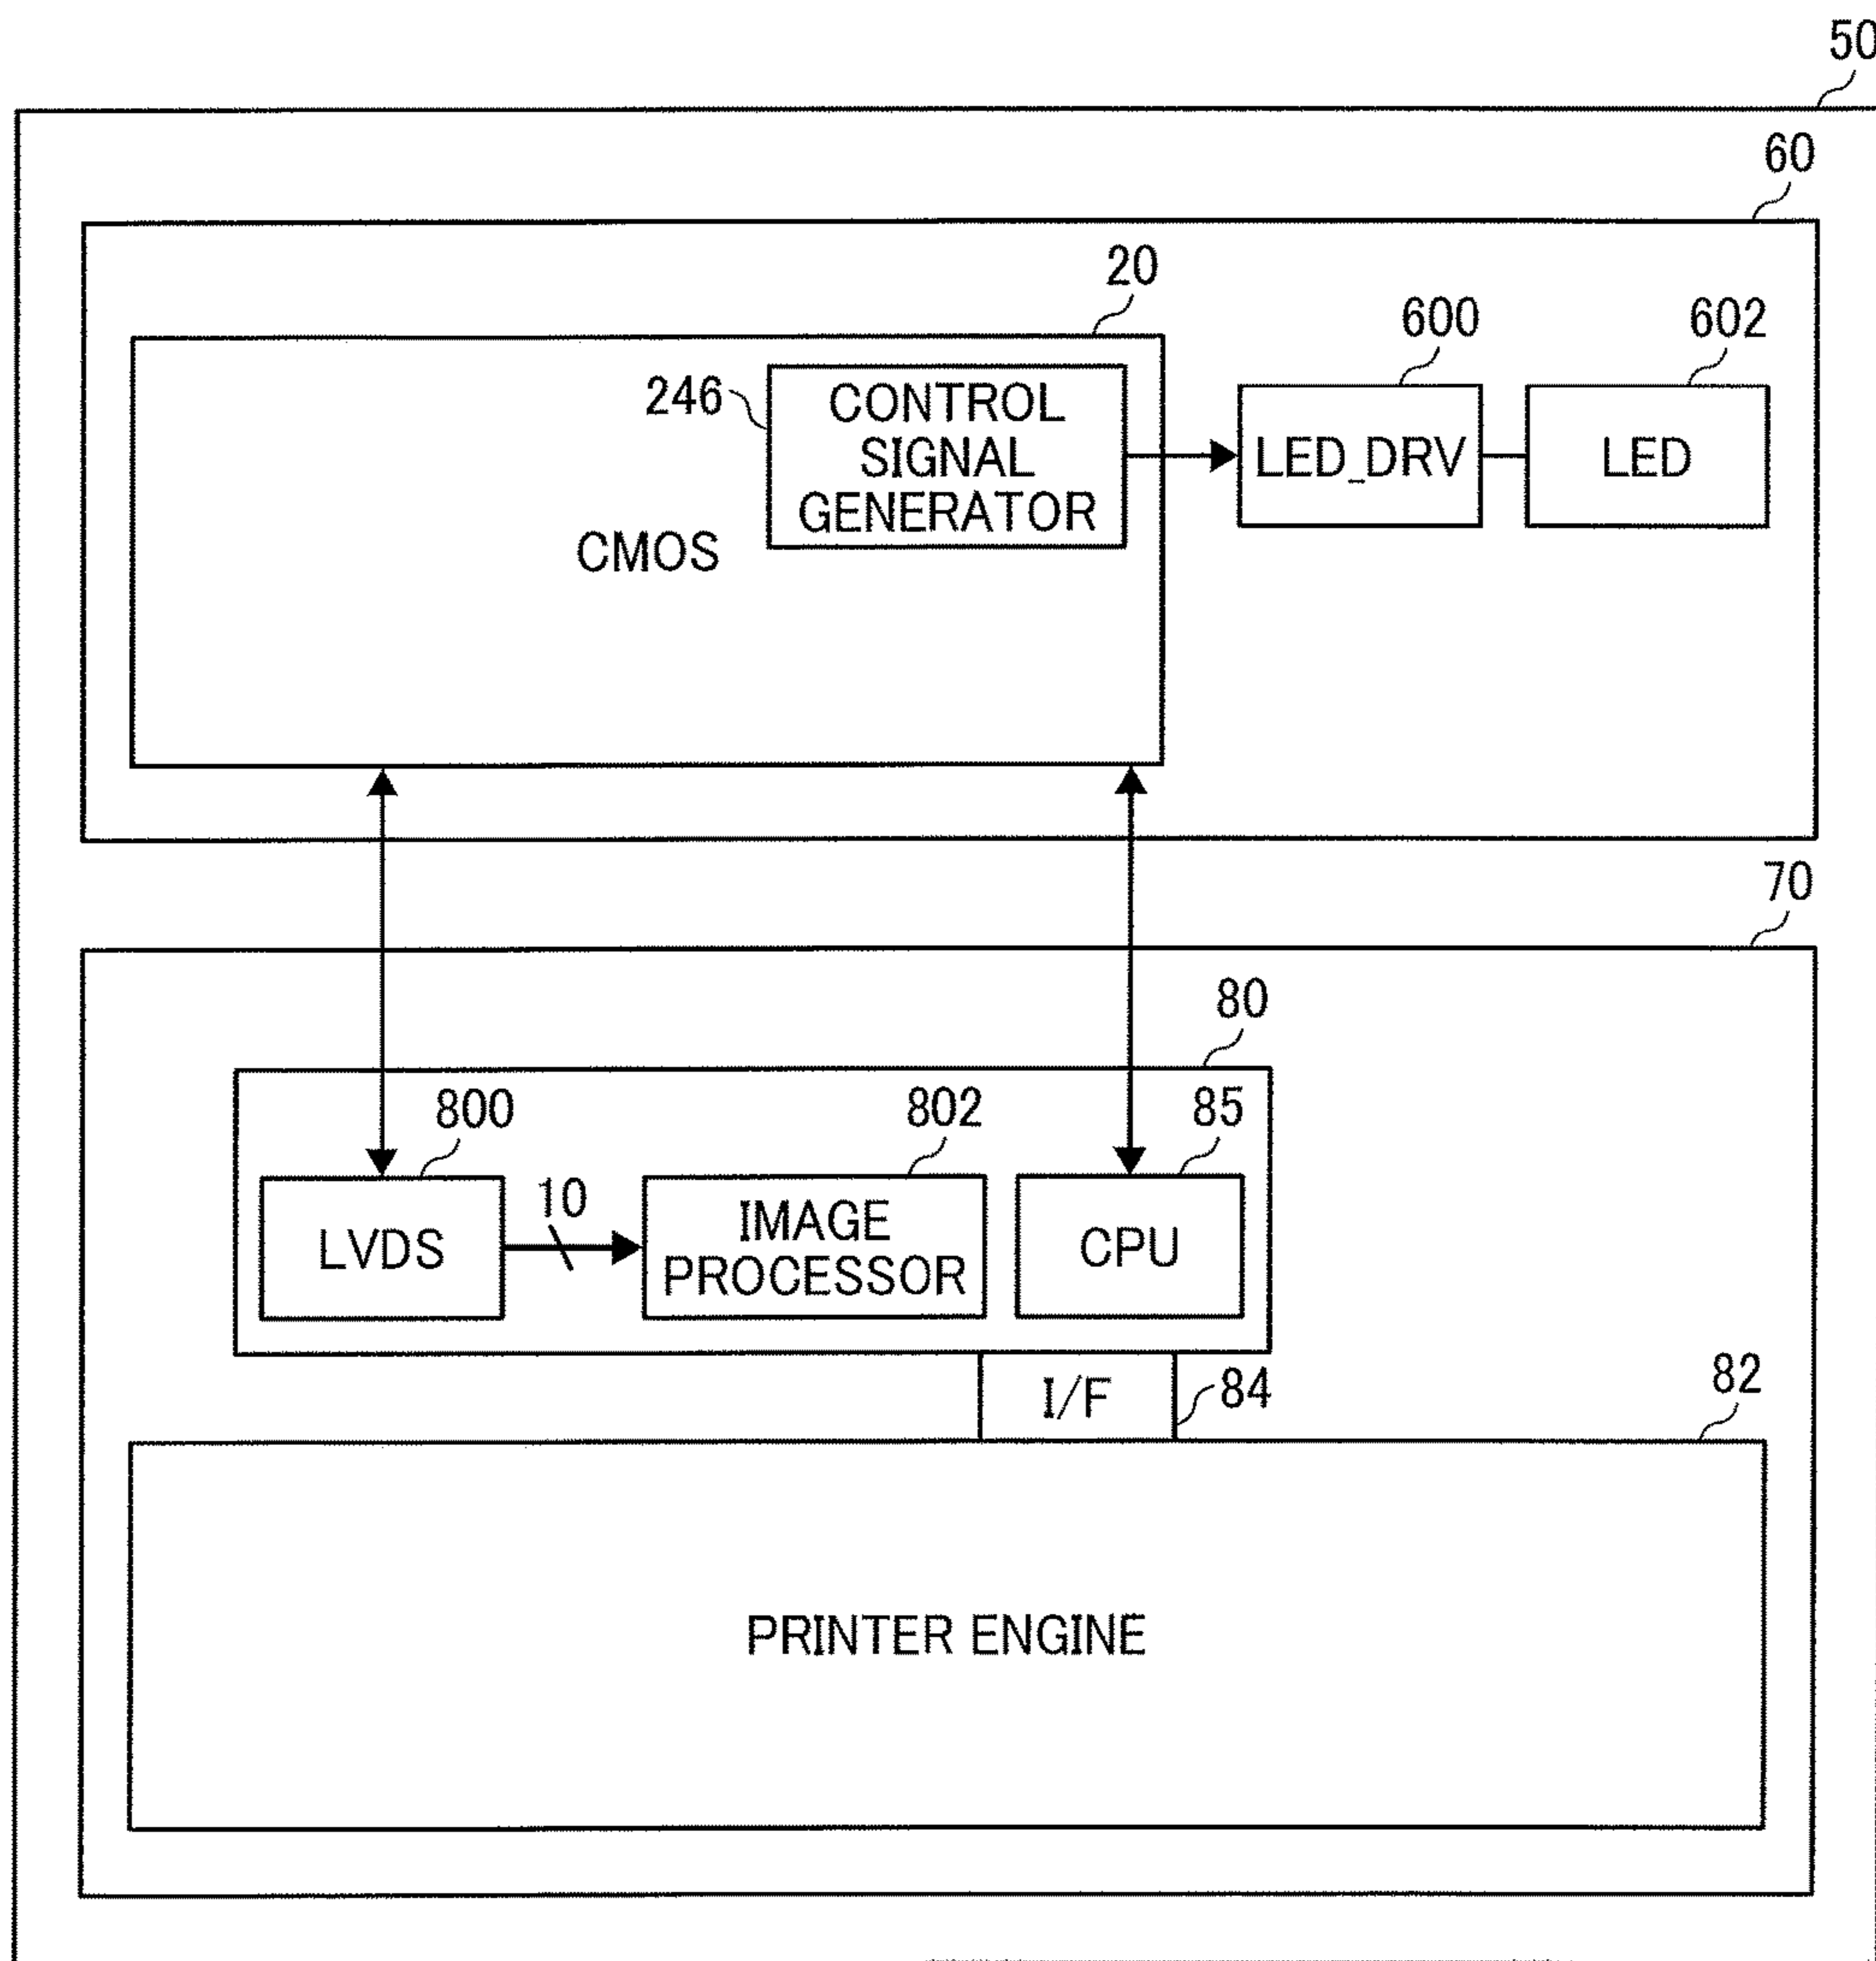 50
60
20
600
602
246
CONTROL
SIGNAL
GENERATOR
LED_DRV
LED
CMOS
70
80
800
802
85
10
LVDS
IMAGE
PROCESSOR
CPU
I/F
84
82
PRINTER ENGINE